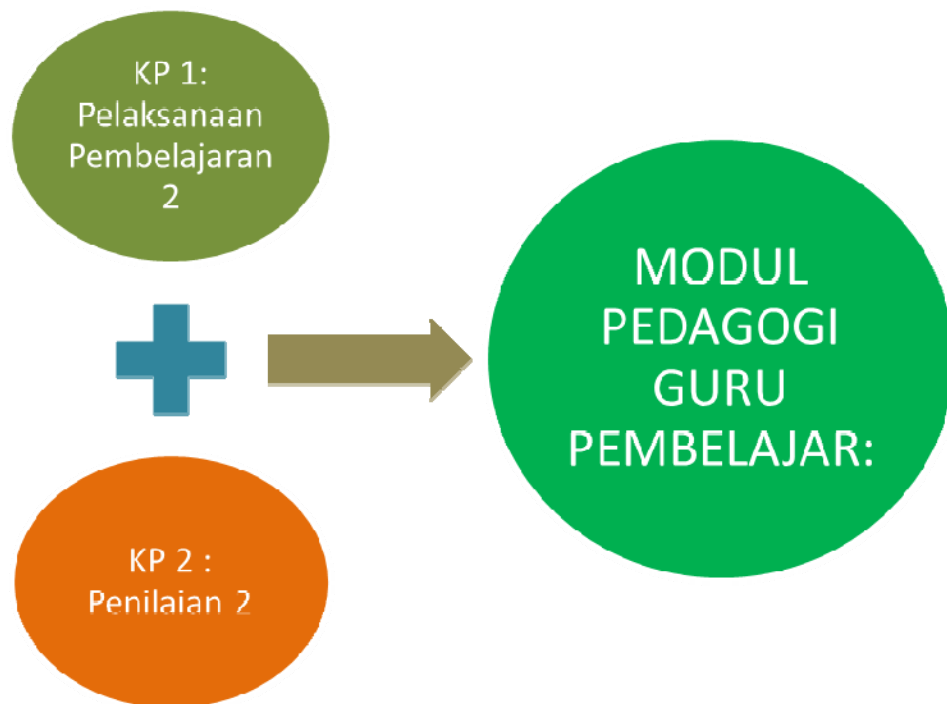 KP 1:
Pelaksanaan
Pembelajaran
2
KP 2 :
Penilaian 2
MODUL
PEDAGOGI
GURU
PEMBELAJAR: